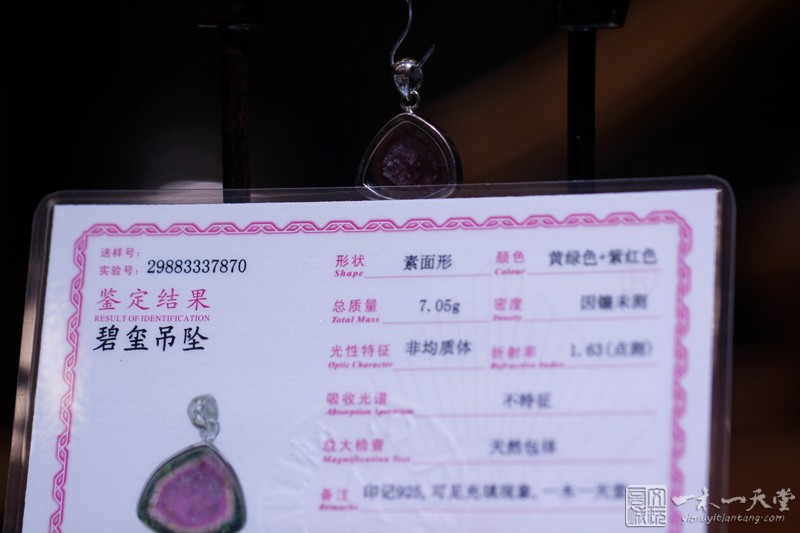 送样号:
实验号: 29883337870
鉴定结果
RESULT OF IDENTIFICATION
碧玺吊坠
形状 素面形 颜色 黄绿色+紫红色
Shape Colour
总质量 7.05g 密度 因镶未测
Total Mass Density
光性特征 非均质体 折射率 1.63(点测)
Optic Character Refractive Index
吸收光谱 不特征
Absorption Spectrum
放大检查 天然包体
Magnification Test
备注 印记925,可见充填现象,一木一天堂
Remarks
一木一天堂
yimuyitiantang.com